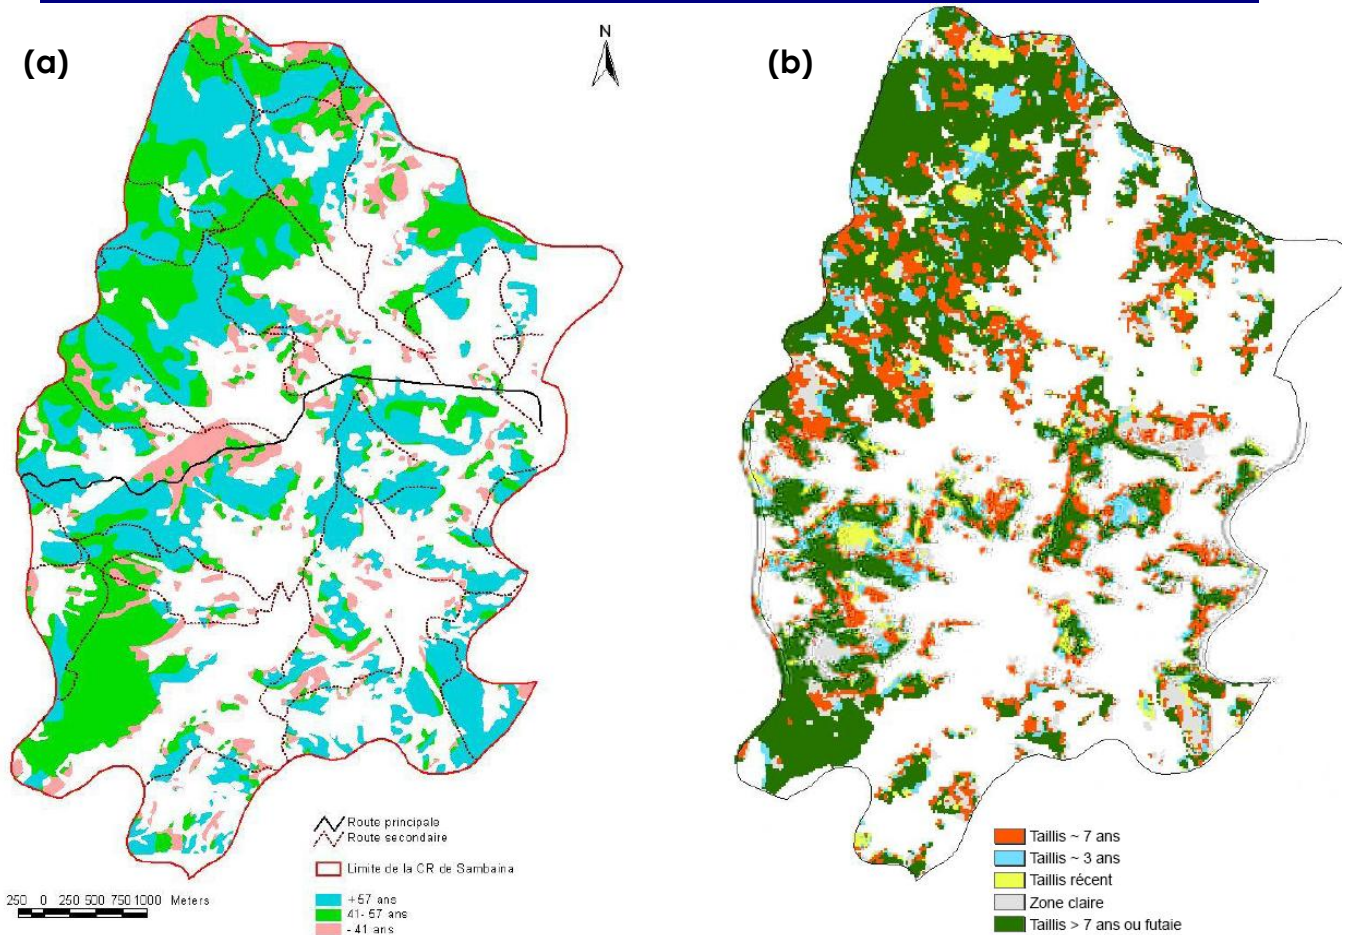 (a)
N
(b)
Route principale
Route secondaire
Limite de la CR de Sambaina
+57 ans
41-57 ans
-41 ans
250 0 250 500 750 1000 Meters
Taillis ~ 7 ans
Taillis ~ 3 ans
Taillis récent
Zone claire
Taillis > 7 ans ou futaie